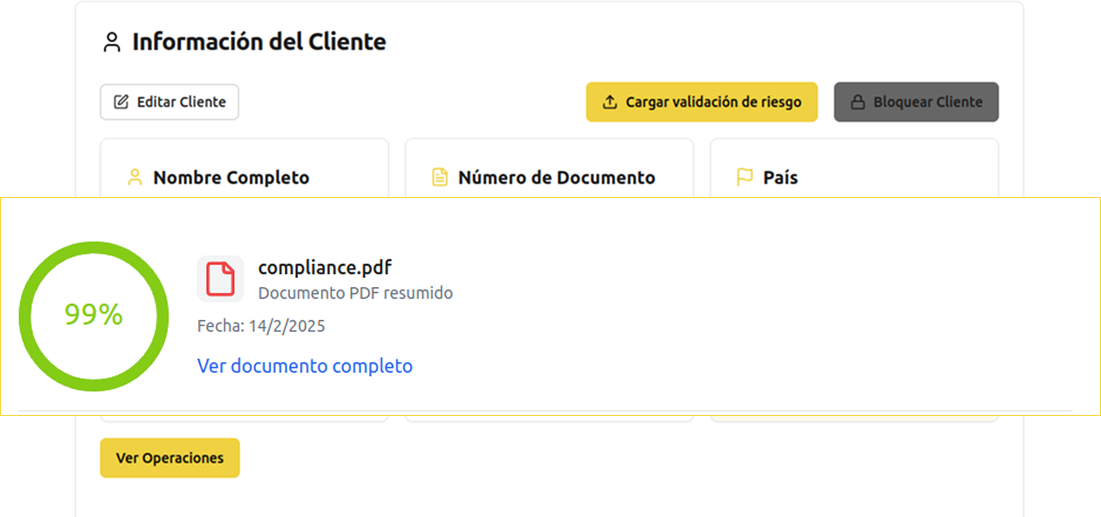 Información del Cliente
Editar Cliente
Cargar validación de riesgo
Bloquear Cliente
Nombre Completo
Número de Documento
País
99%
compliance.pdf
Documento PDF resumido
Fecha: 14/2/2025
Ver documento completo
Ver Operaciones